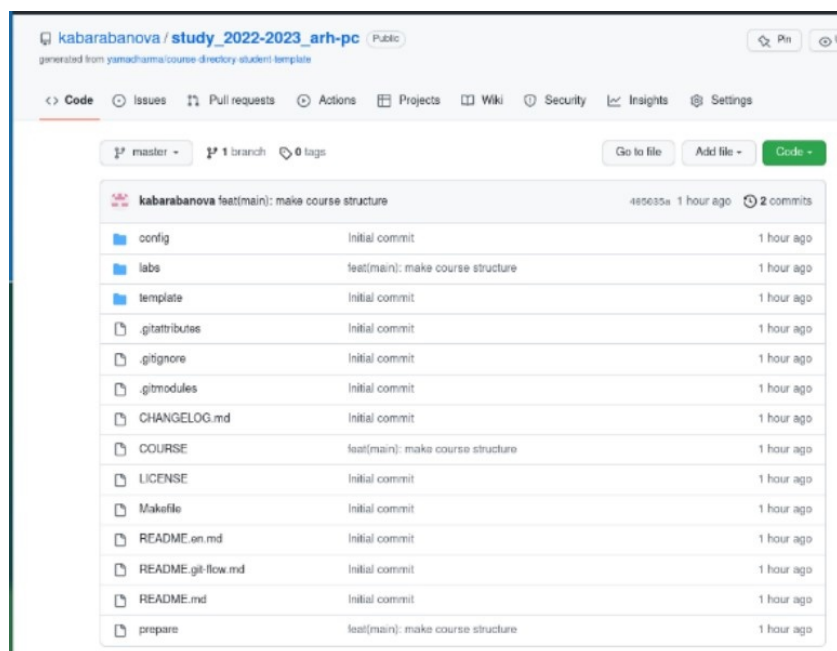 kabarabanova / study_2022-2023_arh-pc Public
Pin
generated from yamadharma/course-directory-student-template
<> Code Issues Pull requests Actions Projects Wiki Security Insights Settings
master 1 branch 0 tags Go to file Add file Code
kabarabanova feat(main): make course structure 1 hour ago 2 commits
config Initial commit 1 hour ago
labs feat(main): make course structure 1 hour ago
template Initial commit 1 hour ago
.gitattributes Initial commit 1 hour ago
.gitignore Initial commit 1 hour ago
.gitmodules Initial commit 1 hour ago
CHANGELOG.md Initial commit 1 hour ago
COURSE feat(main): make course structure 1 hour ago
LICENSE Initial commit 1 hour ago
Makefile Initial commit 1 hour ago
README.en.md Initial commit 1 hour ago
README.git-flow.md Initial commit 1 hour ago
README.md Initial commit 1 hour ago
prepare feat(main): make course structure 1 hour ago